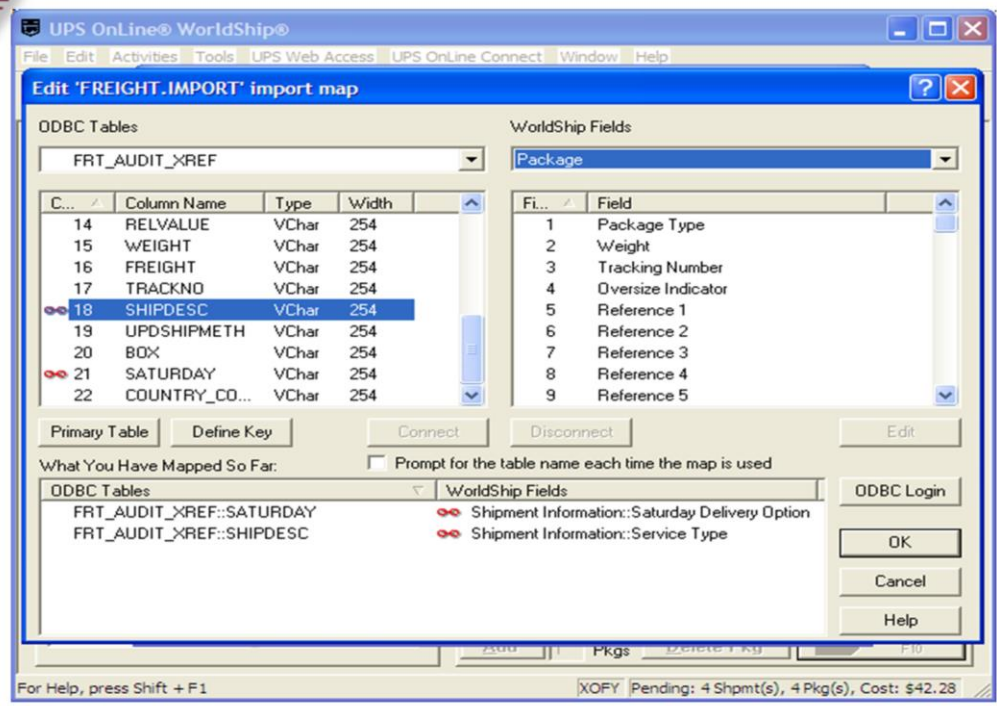 UPS OnLine® WorldShip®
File Edit Activities Tools UPS Web Access UPS OnLine Connect Window Help
Edit 'FREIGHT.IMPORT' import map
ODBC Tables WorldShip Fields
FRT_AUDIT_XREF Package
C... Column Name Type Width Fi... Field
14 RELVALUE VChar 254 1 Package Type
15 WEIGHT VChar 254 2 Weight
16 FREIGHT VChar 254 3 Tracking Number
17 TRACKNO VChar 254 4 Oversize Indicator
18 SHIPDESC VChar 254 5 Reference 1
19 UPDSHIPMETH VChar 254 6 Reference 2
20 BOX VChar 254 7 Reference 3
21 SATURDAY VChar 254 8 Reference 4
22 COUNTRY_CO... VChar 254 9 Reference 5
Primary Table Define Key Connect Disconnect Edit
What You Have Mapped So Far: Prompt for the table name each time the map is used
ODBC Tables WorldShip Fields ODBC Login
FRT_AUDIT_XREF::SATURDAY Shipment Information::Saturday Delivery Option
FRT_AUDIT_XREF::SHIPDESC Shipment Information::Service Type
OK
Cancel
Help
Add Pkgs Delete Pkg F10
For Help, press Shift + F1 XOFY Pending: 4 Shpmt(s), 4 Pkg(s), Cost: $42.28